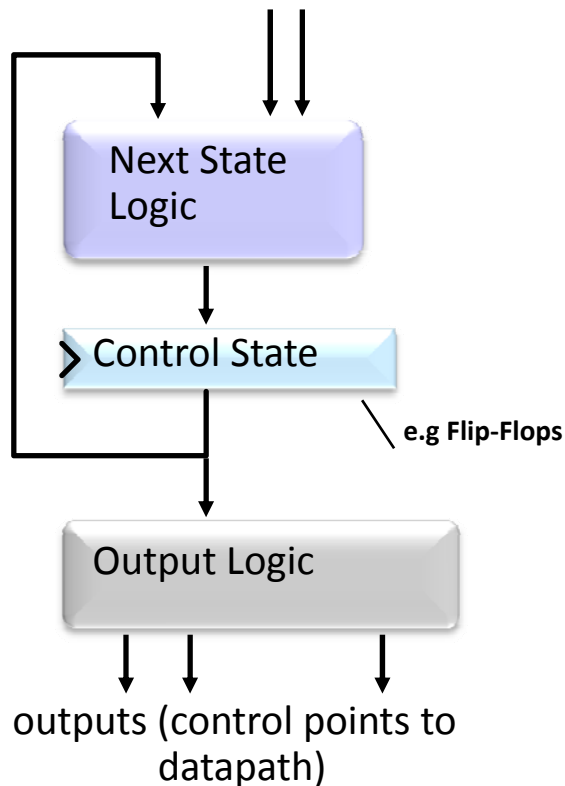 Next State
Logic
Control State
e.g Flip-Flops
Output Logic
outputs (control points to
datapath)